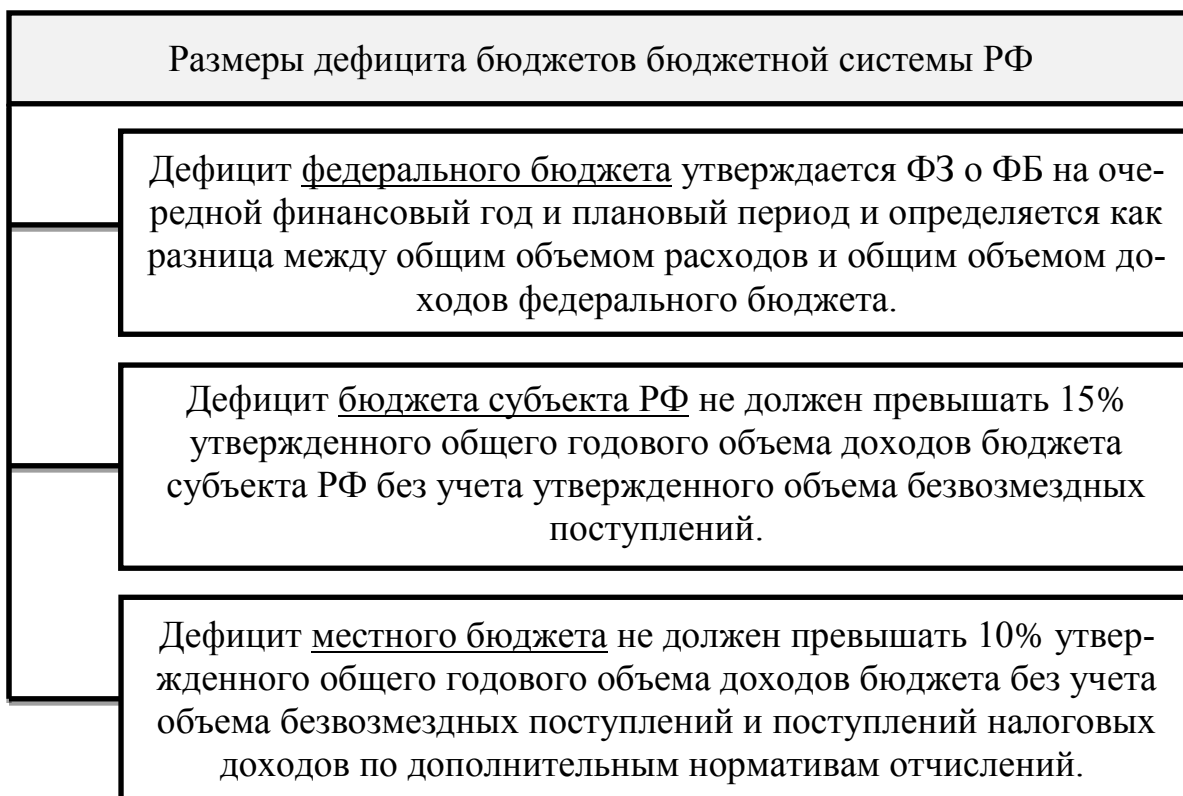 Размеры дефицита бюджетов бюджетной системы РФ
Дефицит федерального бюджета утверждается ФЗ о ФБ на оче-
редной финансовый год и плановый период и определяется как
разница между общим объемом расходов и общим объемом до-
ходов федерального бюджета.
Дефицит бюджета субъекта РФ не должен превышать 15%
утвержденного общего годового объема доходов бюджета
субъекта РФ без учета утвержденного объема безвозмездных
поступлений.
Дефицит местного бюджета не должен превышать 10% утвер-
жденного общего годового объема доходов бюджета без учета
объема безвозмездных поступлений и поступлений налоговых
доходов по дополнительным нормативам отчислений.